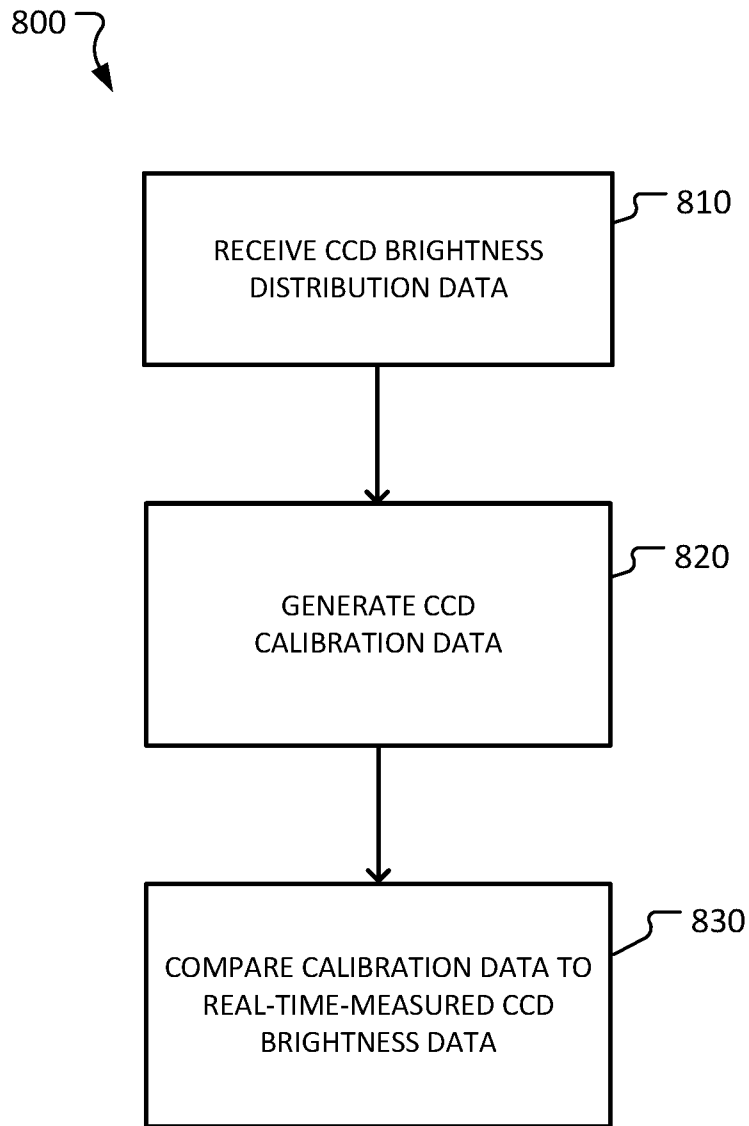 800
810
RECEIVE CCD BRIGHTNESS
DISTRIBUTION DATA
820
GENERATE CCD
CALIBRATION DATA
830
COMPARE CALIBRATION DATA TO
REAL-TIME-MEASURED CCD
BRIGHTNESS DATA